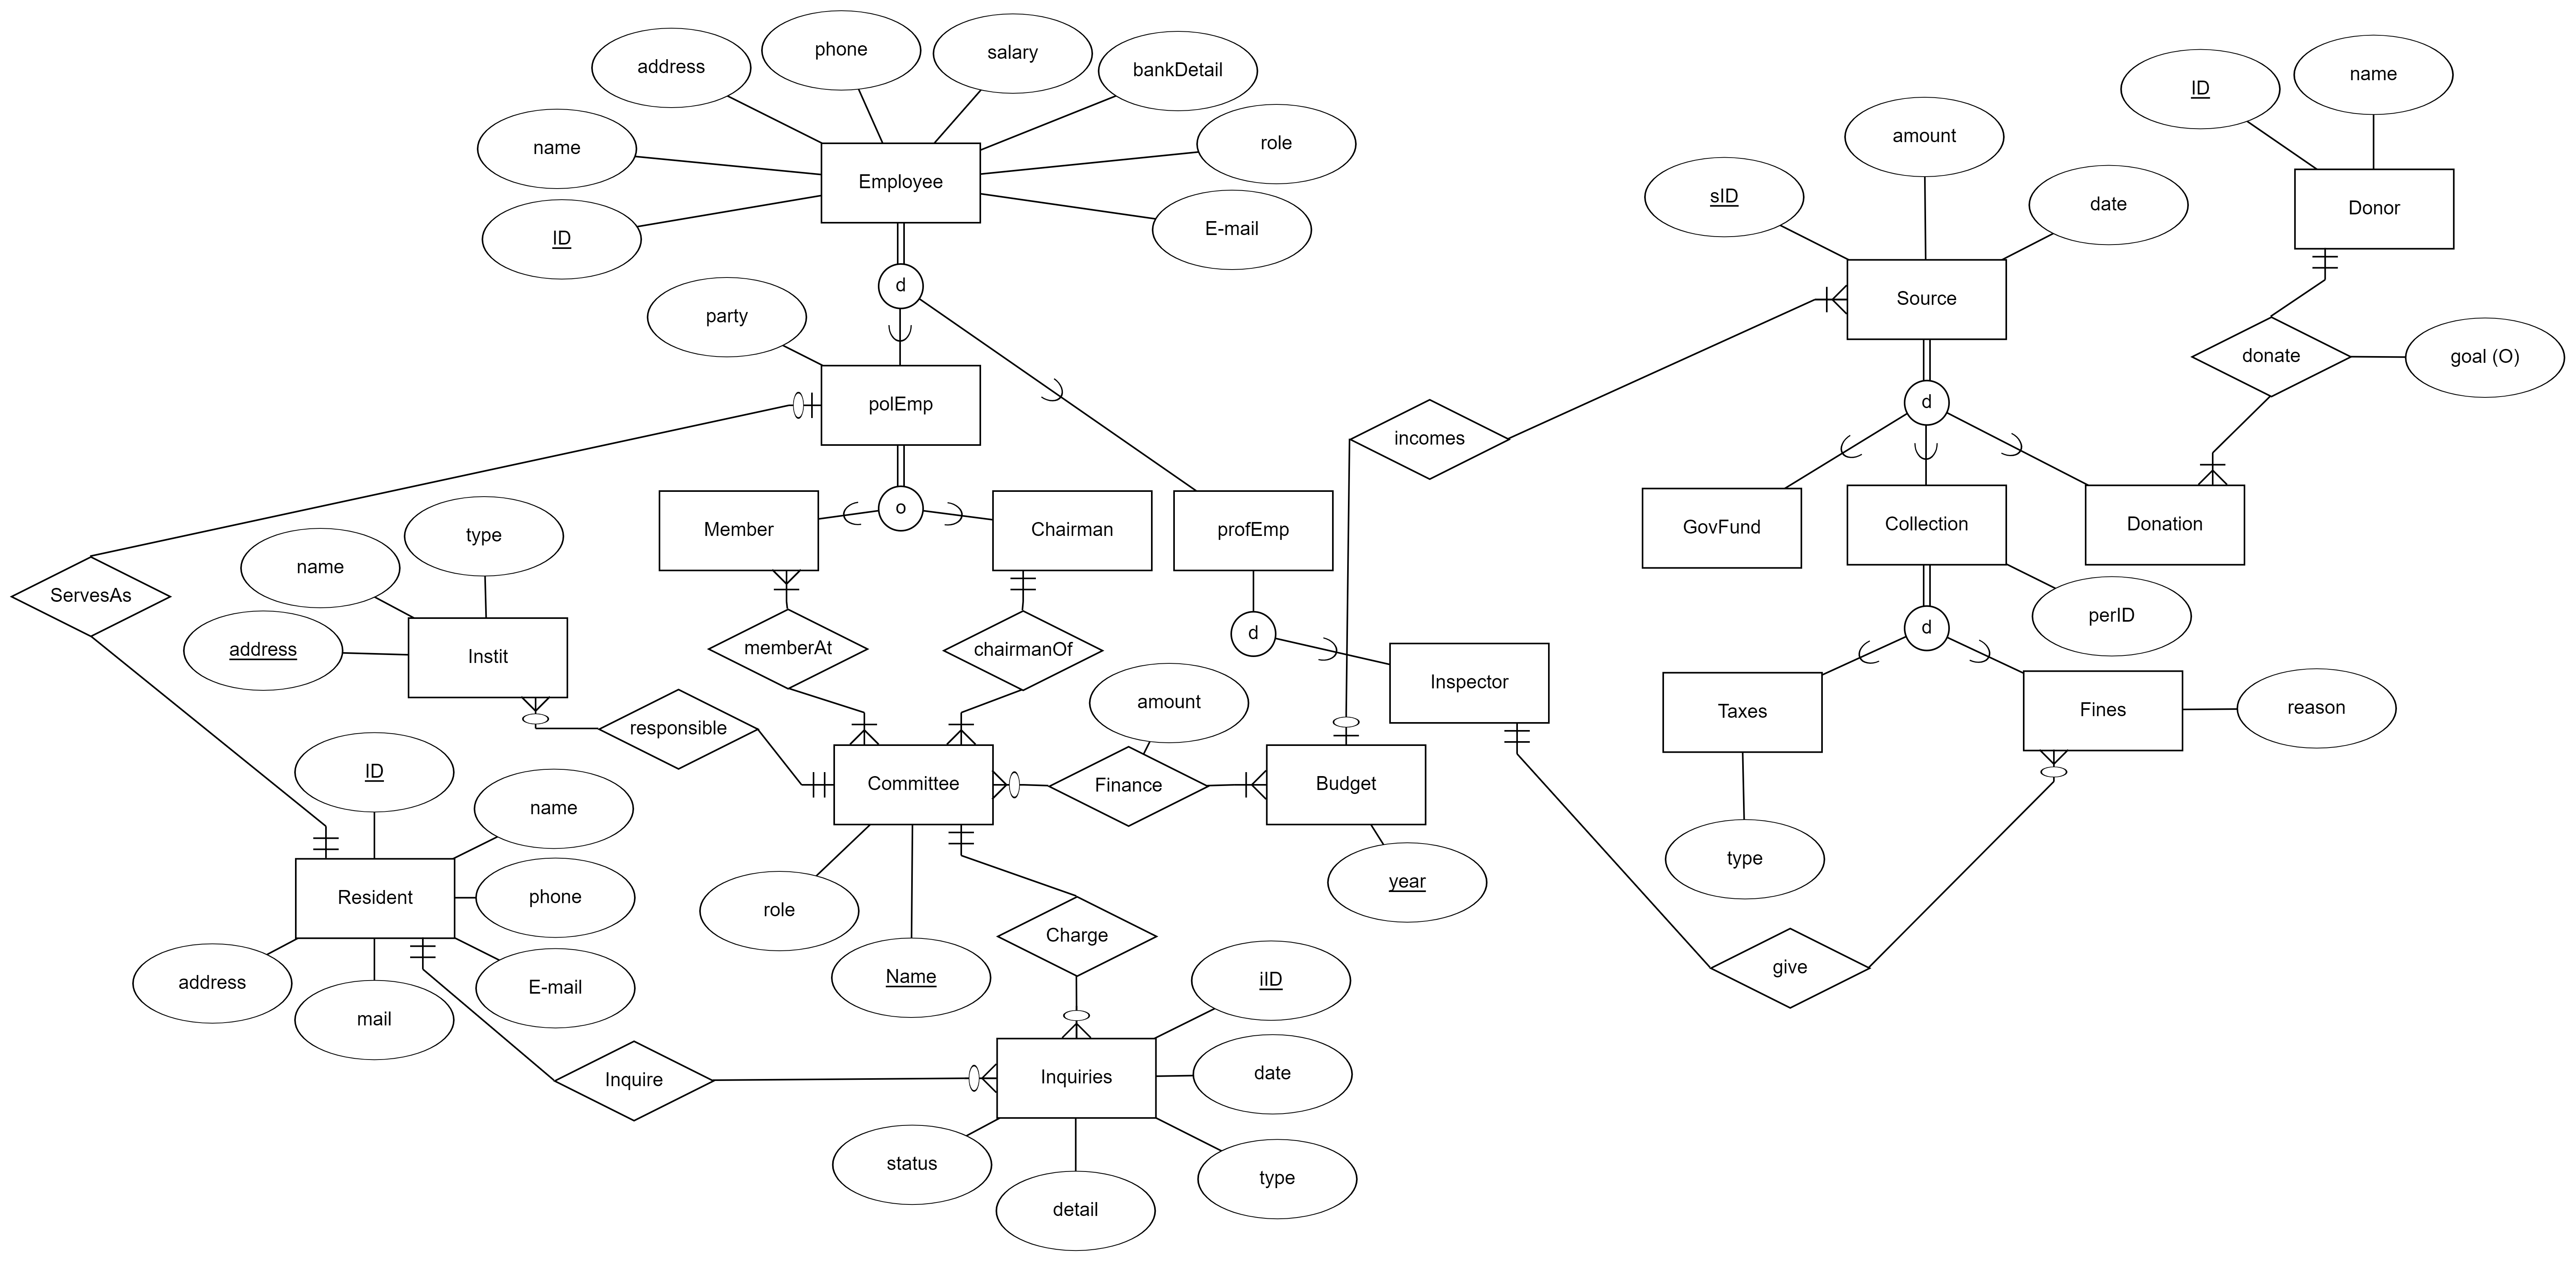 phone
salary
address
bankDetail
name
ID
amount
role
name
Employee
sID
date
Donor
E-mail
ID
d
Source
party
donate
goal (O)
polEmp
d
incomes
o
type
Member
Chairman
profEmp
GovFund
Collection
Donation
name
ServesAs
perID
d
d
address
Instit
memberAt
chairmanOf
Inspector
amount
Taxes
Fines
reason
responsible
ID
Committee
Finance
Budget
name
type
year
Resident
phone
role
Charge
give
Name
iID
address
E-mail
mail
Inquire
Inquiries
date
status
type
detail